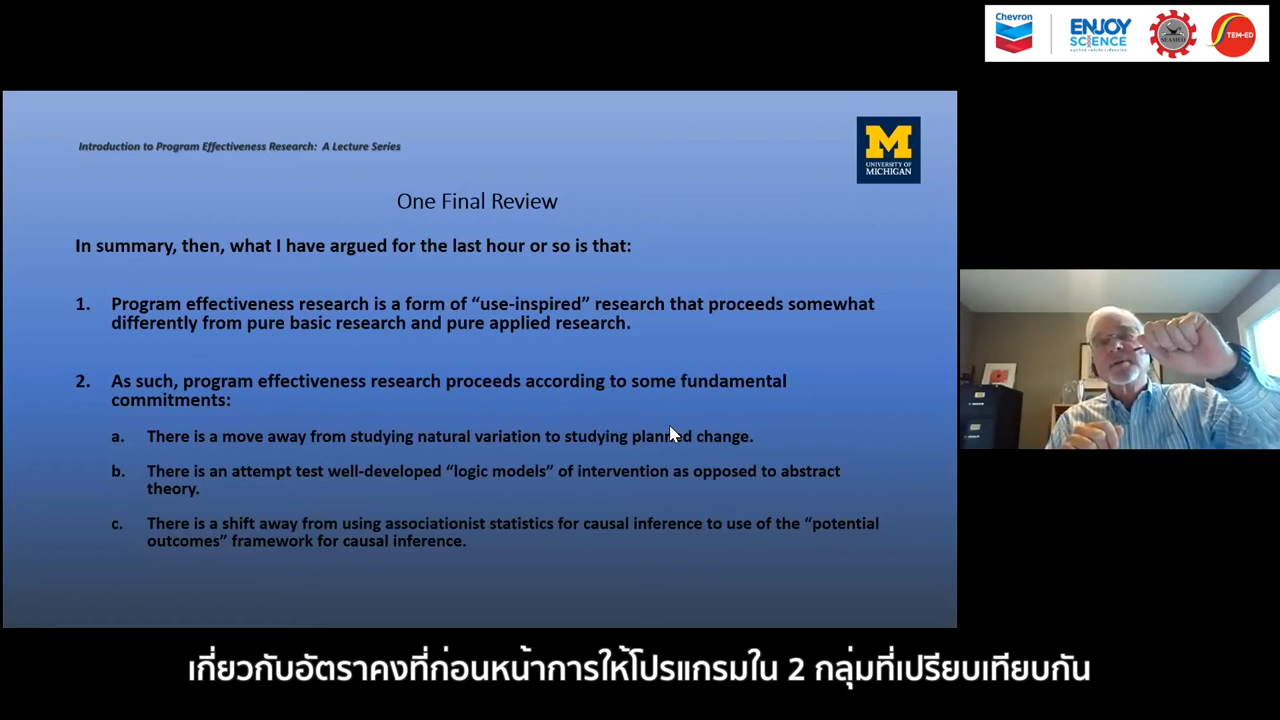 Chevron
ENJOY
SCIENCE
SEAMEO
STEM-ED
Introduction to Program Effectiveness Research: A Lecture Series
M
UNIVERSITY OF
MICHIGAN
One Final Review
In summary, then, what I have argued for the last hour or so is that:
1. Program effectiveness research is a form of “use-inspired” research that proceeds somewhat
differently from pure basic research and pure applied research.
2. As such, program effectiveness research proceeds according to some fundamental
commitments:
a. There is a move away from studying natural variation to studying planned change.
b. There is an attempt test well-developed “logic models” of intervention as opposed to abstract
theory.
c. There is a shift away from using associationist statistics for causal inference to use of the “potential
outcomes” framework for causal inference.
เกี่ยวกับอัตราคงที่ก่อนหน้าการให้โปรแกรมใน 2 กลุ่มที่เปรียบเทียบกัน